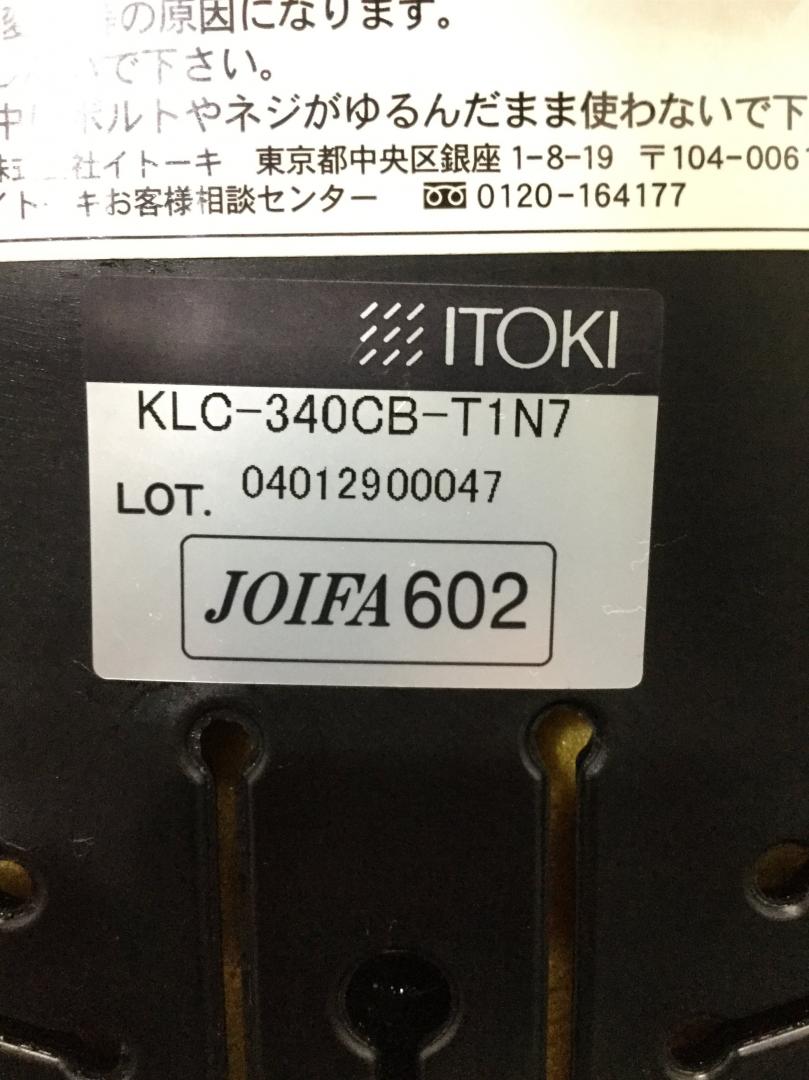 の原因になります。
で下さい。
ボルトやネジがゆるんだまま使わないで下
社イトーキ 東京都中央区銀座1-8-19 〒104-0061
キお客様相談センター 0120-164177
ITOKI
KLC-340CB-T1N7
LOT. 04012900047
JOIFA602